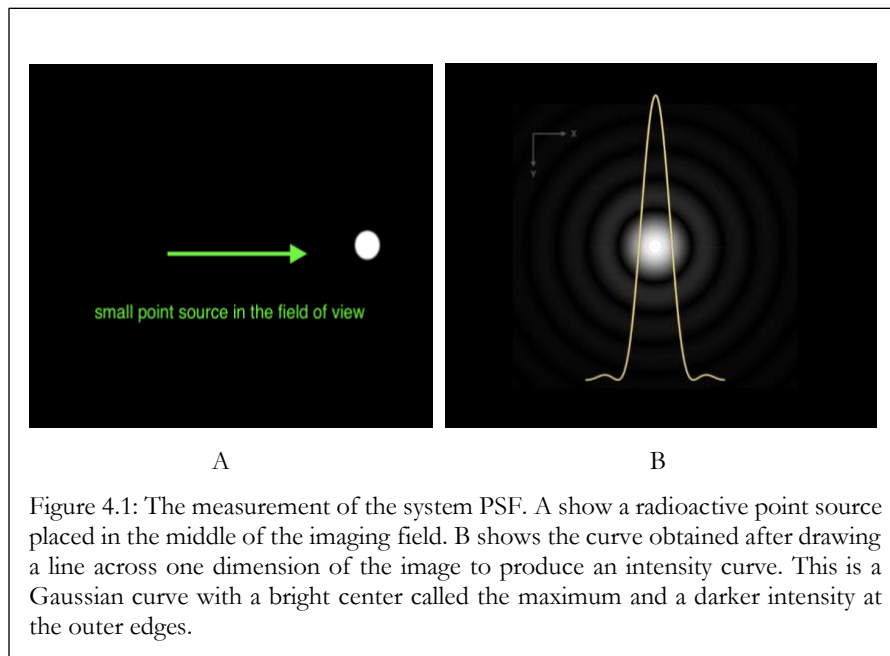 small point source in the field of view
X
Y
A
B
Figure 4.1: The measurement of the system PSF. A show a radioactive point source
placed in the middle of the imaging field. B shows the curve obtained after drawing
a line across one dimension of the image to produce an intensity curve. This is a
Gaussian curve with a bright center called the maximum and a darker intensity at
the outer edges.